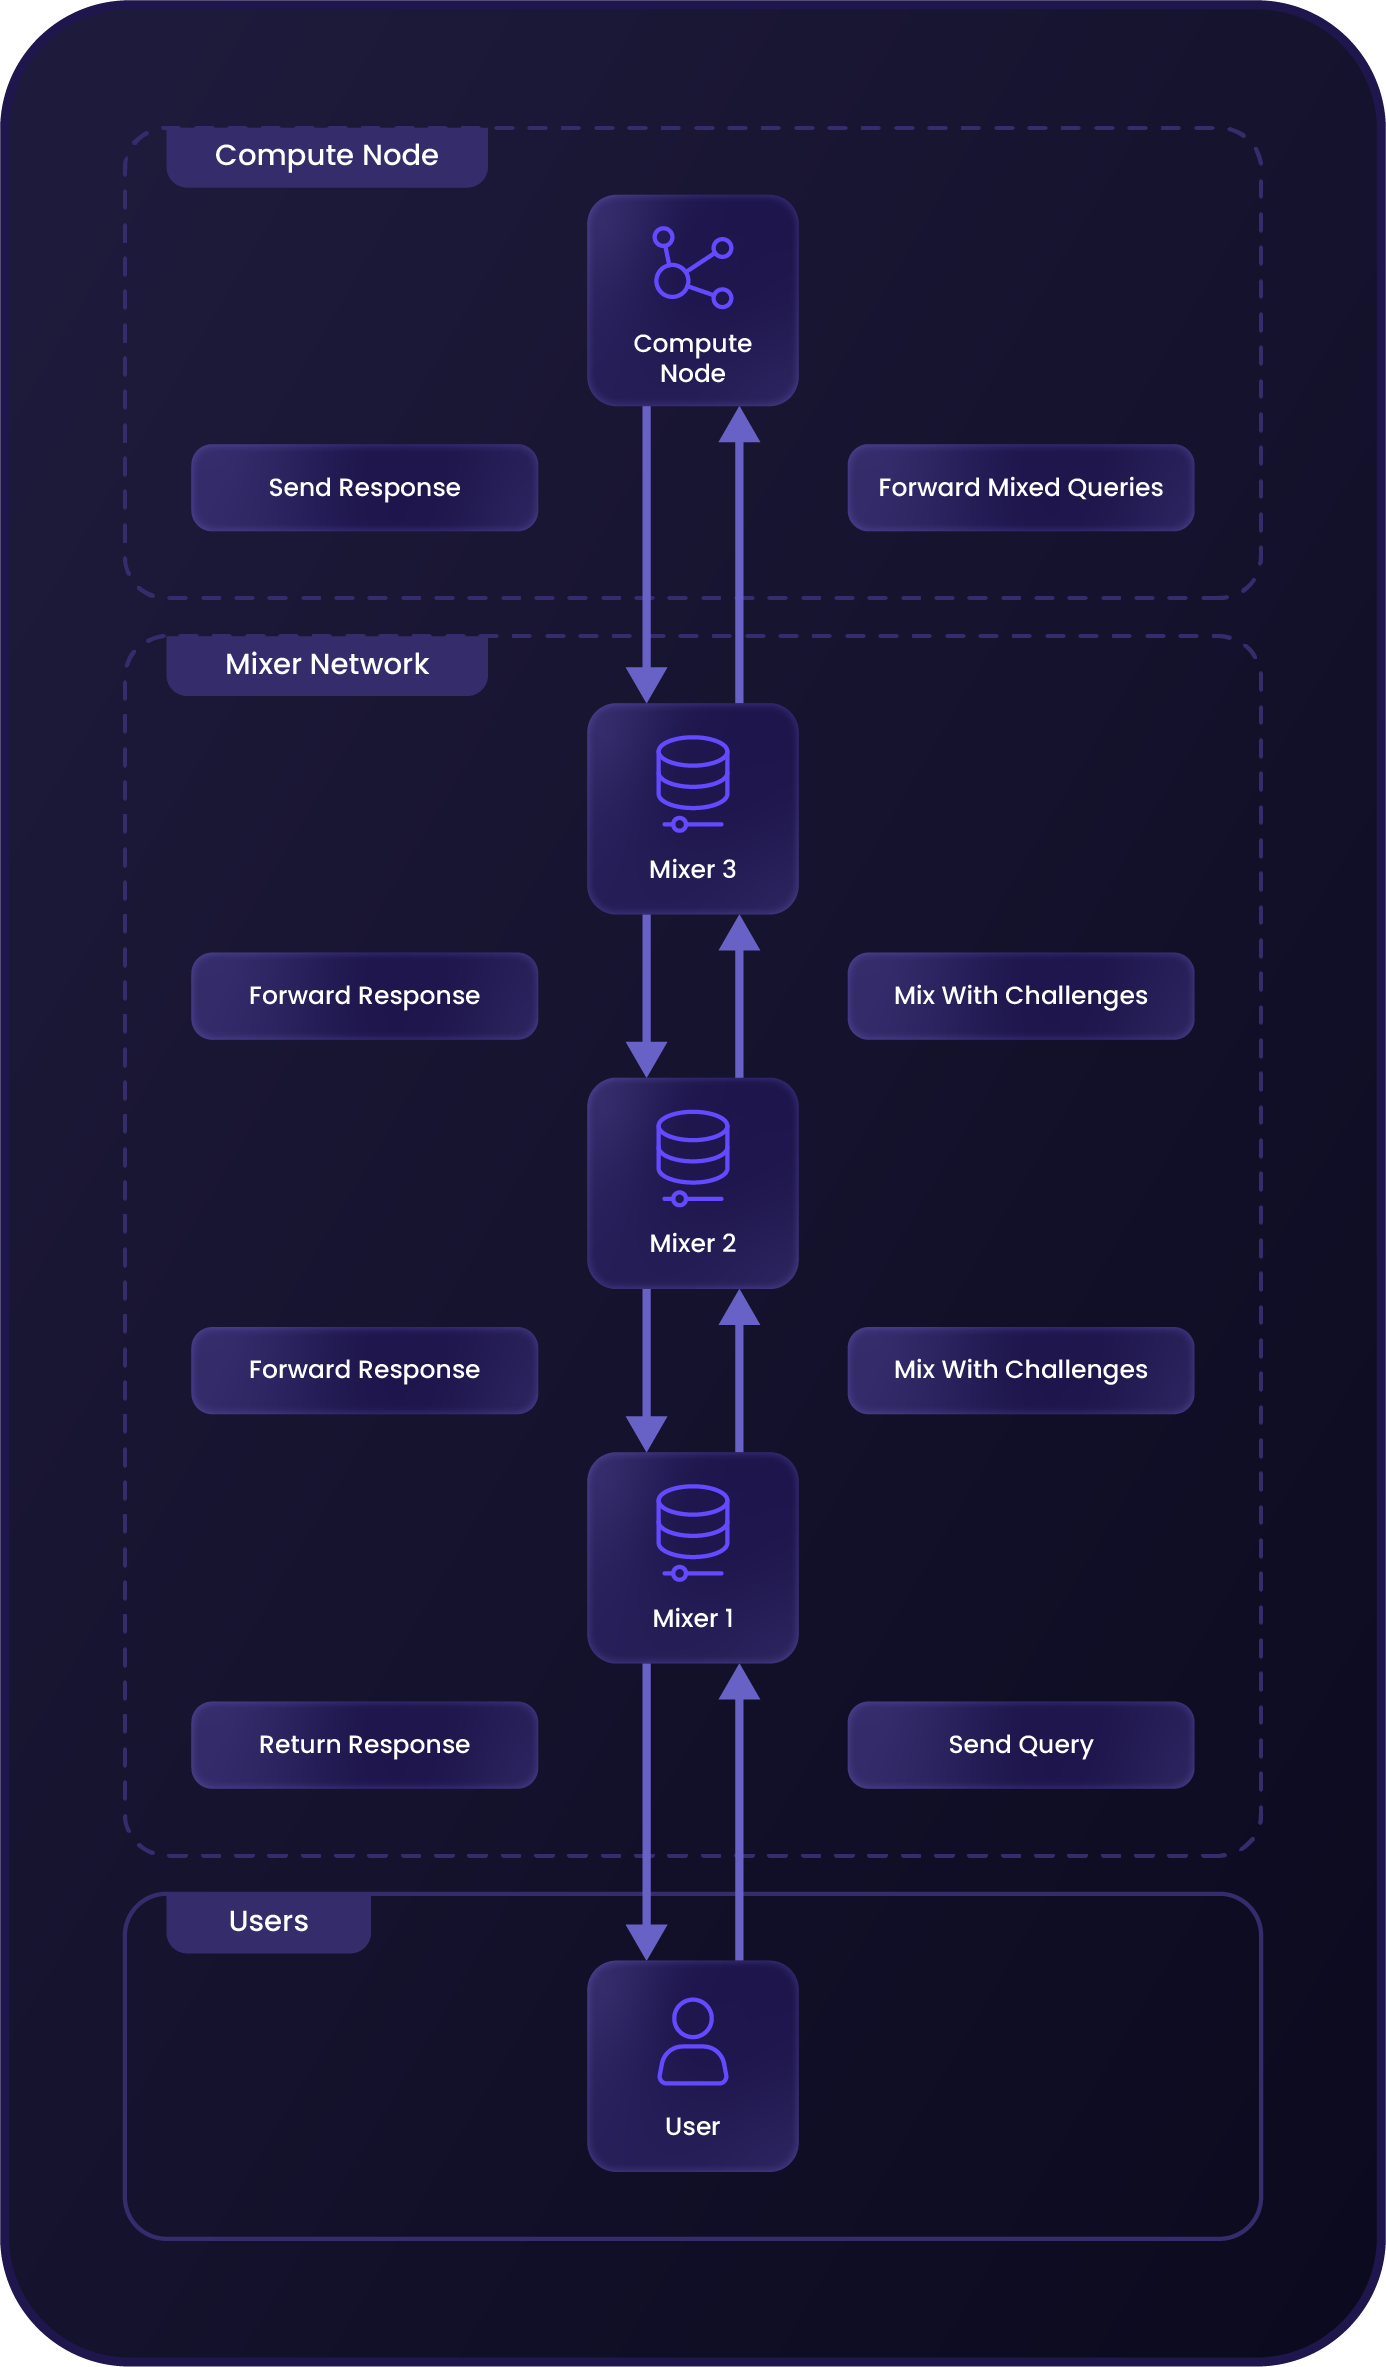 Compute Node
Compute
Node
Send Response
Forward Mixed Queries
Mixer Network
Mixer 3
Forward Response
Mix With Challenges
Mixer 2
Forward Response
Mix With Challenges
Mixer 1
Return Response
Send Query
Users
User